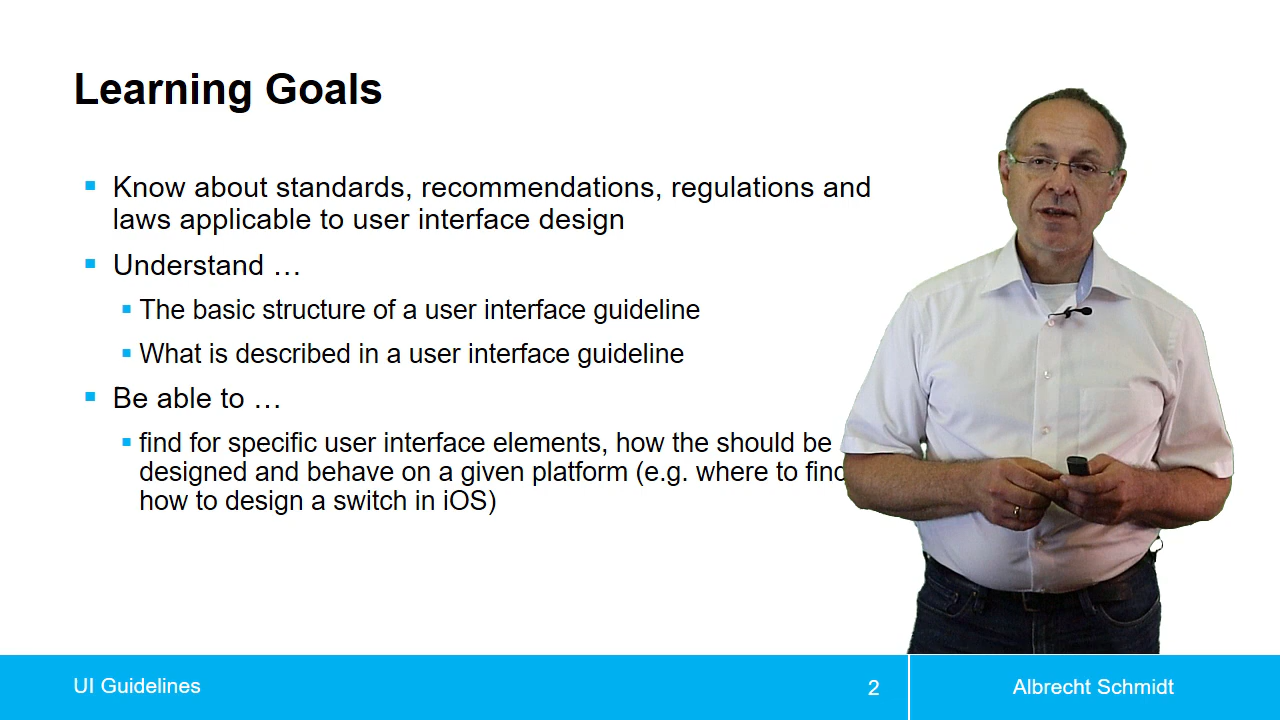 Learning Goals
Know about standards, recommendations, regulations and
laws applicable to user interface design
Understand …
The basic structure of a user interface guideline
What is described in a user interface guideline
Be able to …
find for specific user interface elements, how the should be
designed and behave on a given platform (e.g. where to find
how to design a switch in iOS)
UI Guidelines
2
Albrecht Schmidt